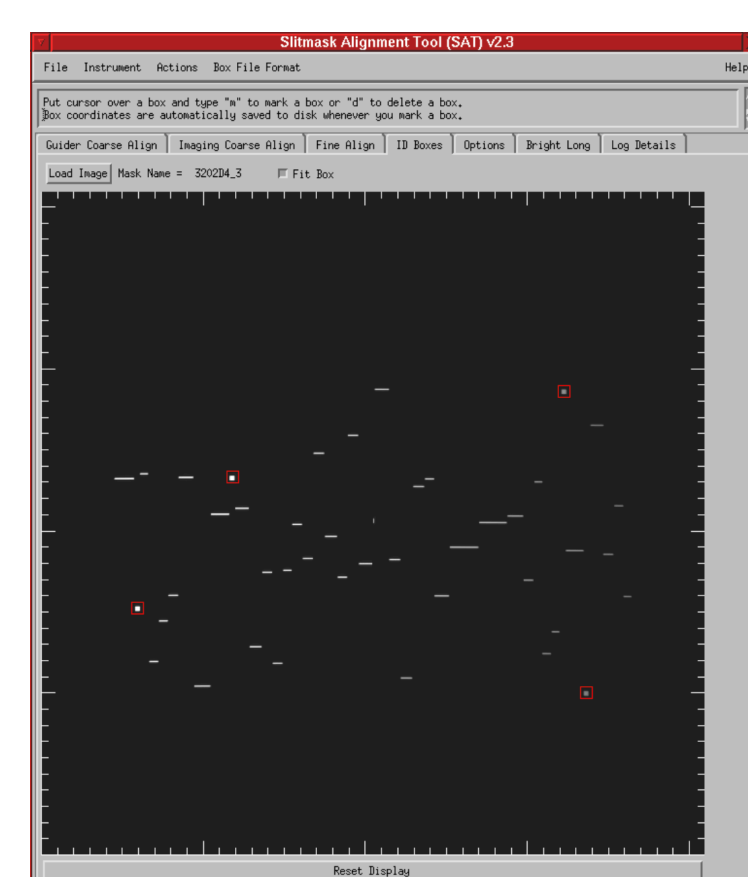 Slitmask Alignment Tool (SAT) v2.3
File Instrument Actions Box File Format Help
Put cursor over a box and type "m" to mark a box or "d" to delete a box.
Box coordinates are automatically saved to disk whenever you mark a box.
Guider Coarse Align Imaging Coarse Align Fine Align ID Boxes Options Bright Long Log Details
Load Image Mask Name = 3202D4_3 Fit Box
Reset Display